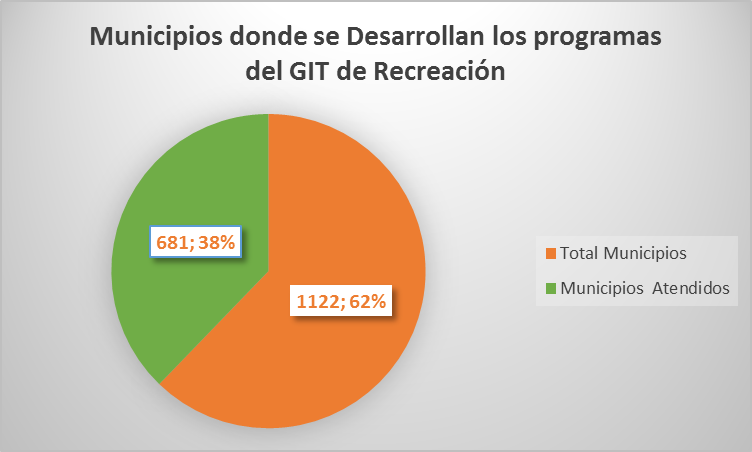 Municipios donde se Desarrollan los programas
del GIT de Recreación
681; 38%
1122; 62%
Total Municipios
Municipios Atendidos